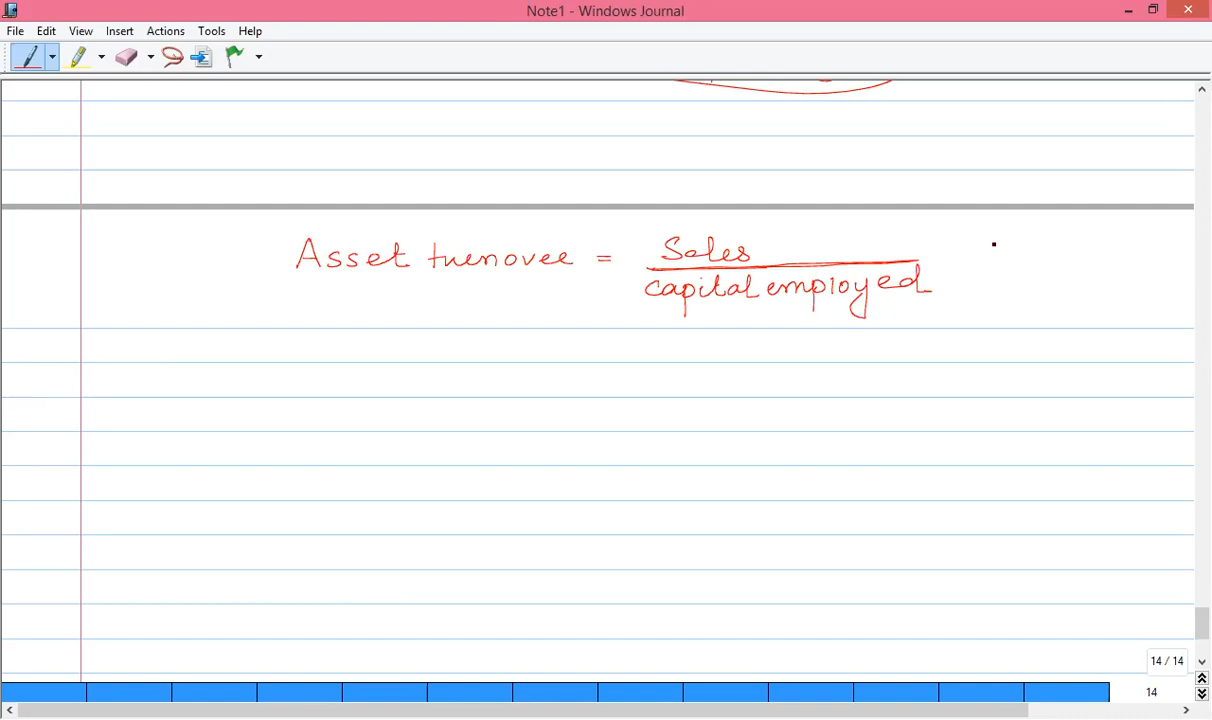 Note1 - Windows Journal
File Edit View Insert Actions Tools Help
Asset turnover = Sales
capital employed
14 / 14
14